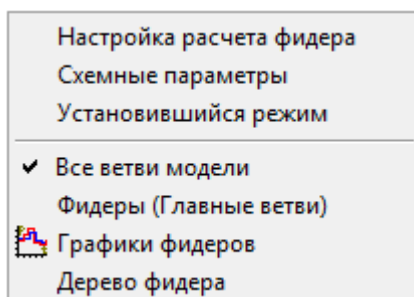 Настройка расчета фидера
Схемные параметры
Установившийся режим
Все ветви модели
Фидеры (Главные ветви)
Графики фидеров
Дерево фидера